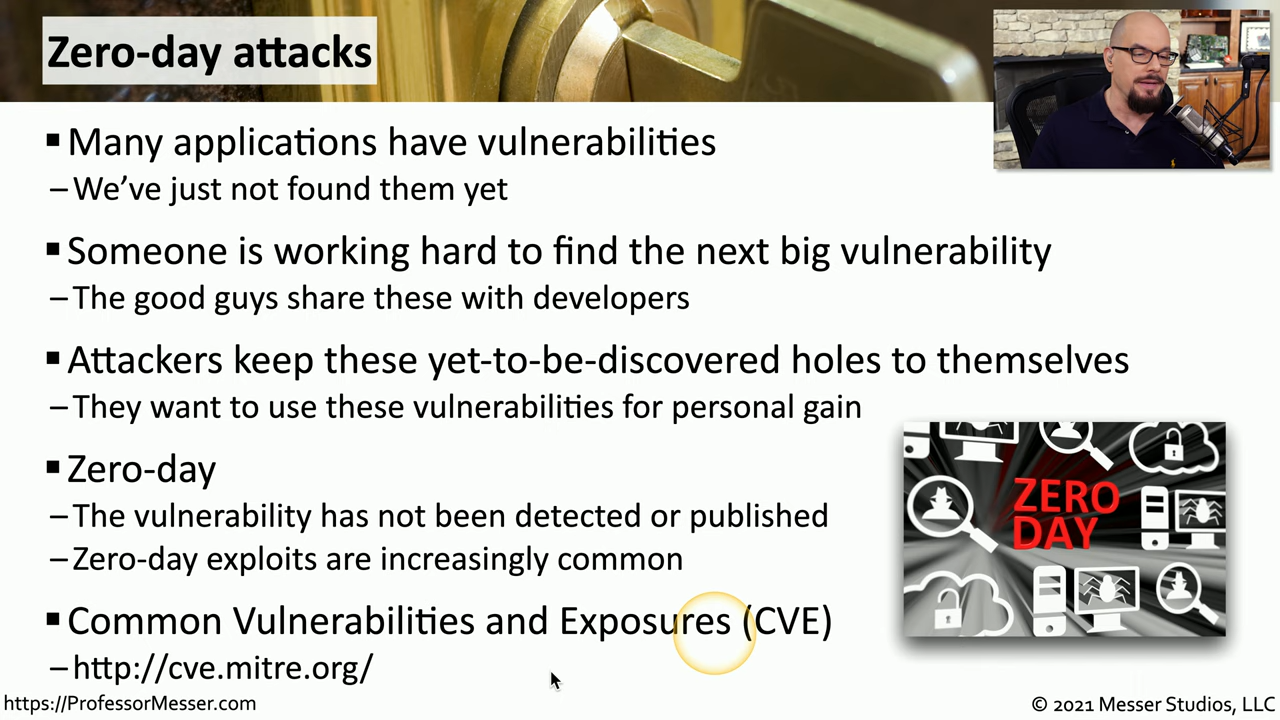 Zero-day attacks
▪ Many applications have vulnerabilities
– We’ve just not found them yet
▪ Someone is working hard to find the next big vulnerability
– The good guys share these with developers
▪ Attackers keep these yet-to-be-discovered holes to themselves
– They want to use these vulnerabilities for personal gain
▪ Zero-day
– The vulnerability has not been detected or published
– Zero-day exploits are increasingly common
ZERO
DAY
▪ Common Vulnerabilities and Exposures (CVE)
– http://cve.mitre.org/
https://ProfessorMesser.com
© 2021 Messer Studios, LLC